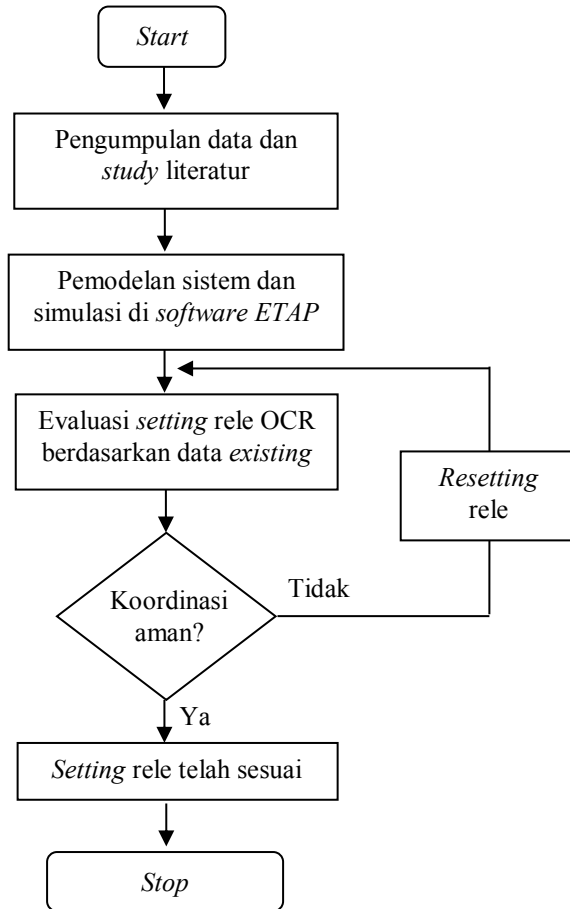 Start
Pengumpulan data dan
study literatur
Pemodelan sistem dan
simulasi di software ETAP
Evaluasi setting rele OCR
berdasarkan data existing
Resetting
rele
Koordinasi
aman?
Tidak
Ya
Setting rele telah sesuai
Stop